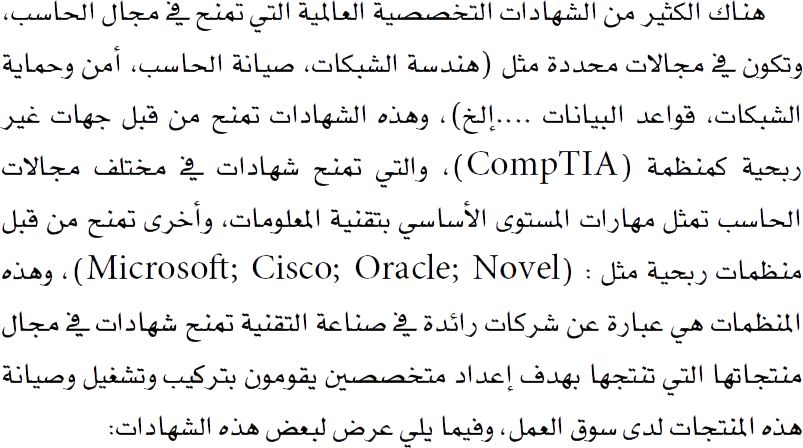 هناك الكثير من الشهادات التخصصية العالمية التي تمنح في مجال الحاسب،
وتكون في مجالات محددة مثل (هندسة الشبكات، صيانة الحاسب، أمن وحماية
الشبكات، قواعد البيانات ....إلخ)، وهذه الشهادات تمنح من قبل جهات غير
ربحية كمنظمة (CompTIA)، والتي تمنح شهادات في مختلف مجالات
الحاسب تمثل مهارات المستوى الأساسي بتقنية المعلومات، وأخرى تمنح من قبل
منظمات ربحية مثل : (Microsoft; Cisco; Oracle; Novel)، وهذه
المنظمات هي عبارة عن شركات رائدة في صناعة التقنية تمنح شهادات في مجال
منتجاتها التي تنتجها بهدف إعداد متخصصين يقومون بتركيب وتشغيل وصيانة
هذه المنتجات لدى سوق العمل، وفيما يلي عرض لبعض هذه الشهادات: